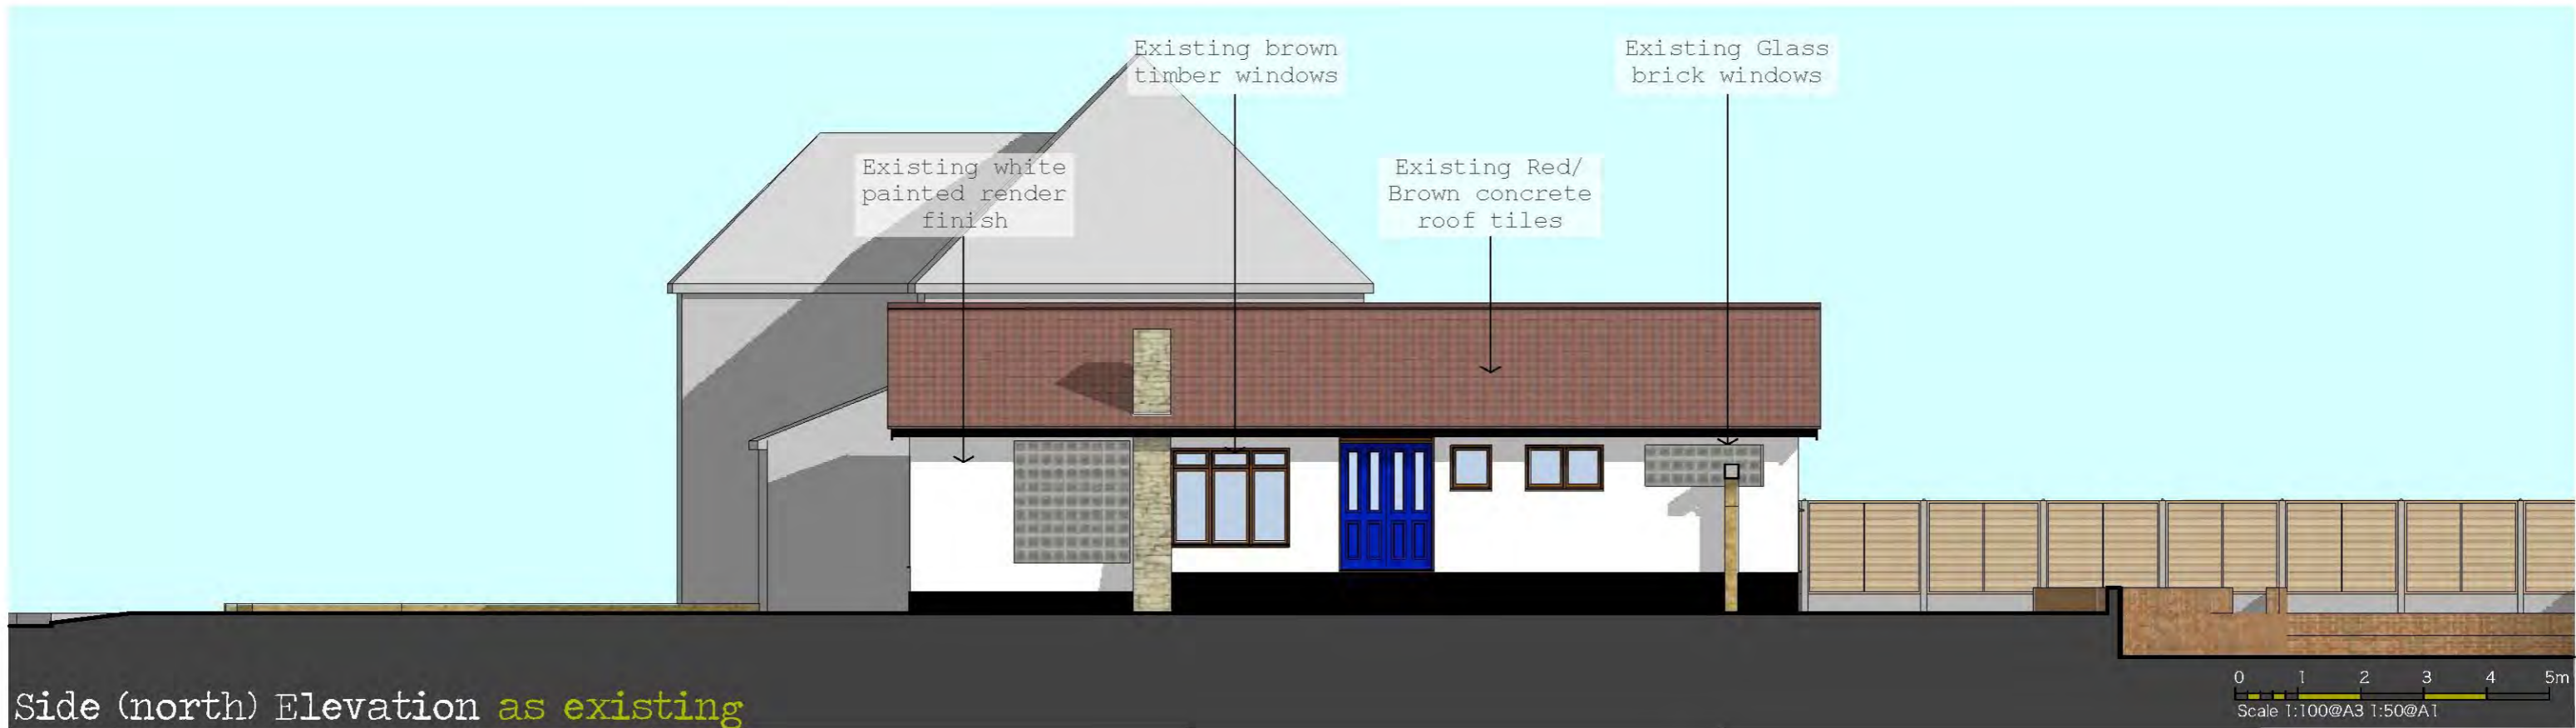 Existing brown
timber windows
Existing Glass
brick windows
Existing white
painted render
finish
Existing Red/
Brown concrete
roof tiles
Side (north) Elevation as existing
0 1 2 3 4 5m
Scale 1:100@A3 1:50@A1